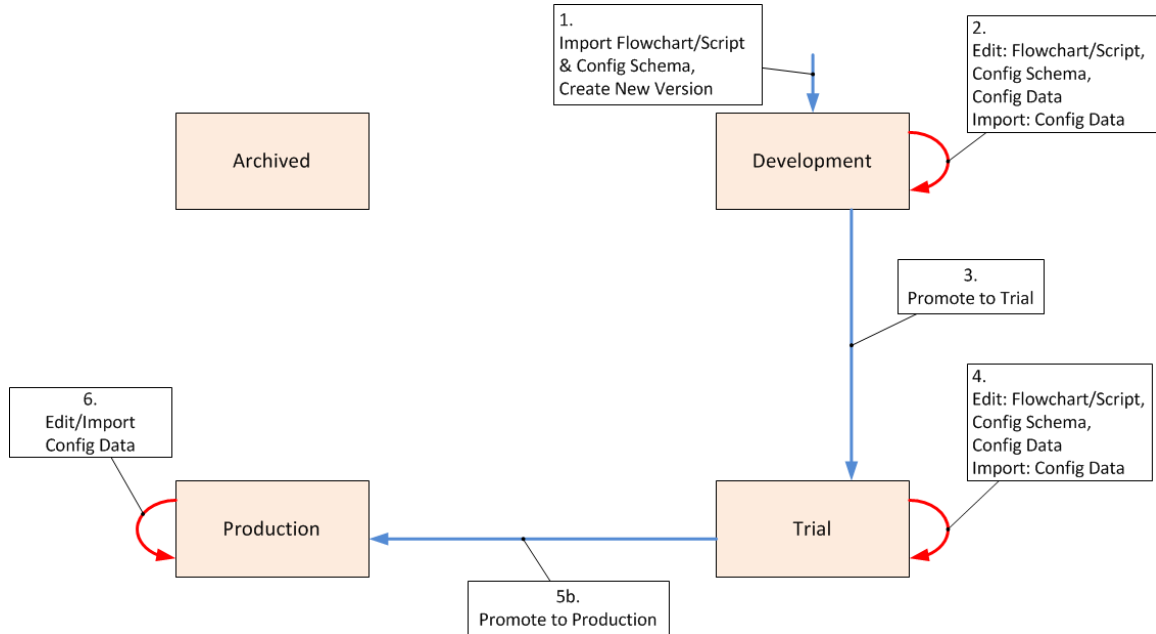 1.
Import Flowchart/Script
& Config Schema,
Create New Version
2.
Edit: Flowchart/Script,
Config Schema,
Config Data
Import: Config Data
Archived
Development
3.
Promote to Trial
4.
Edit: Flowchart/Script,
Config Schema,
Config Data
Import: Config Data
6.
Edit/Import
Config Data
Production
Trial
5b.
Promote to Production